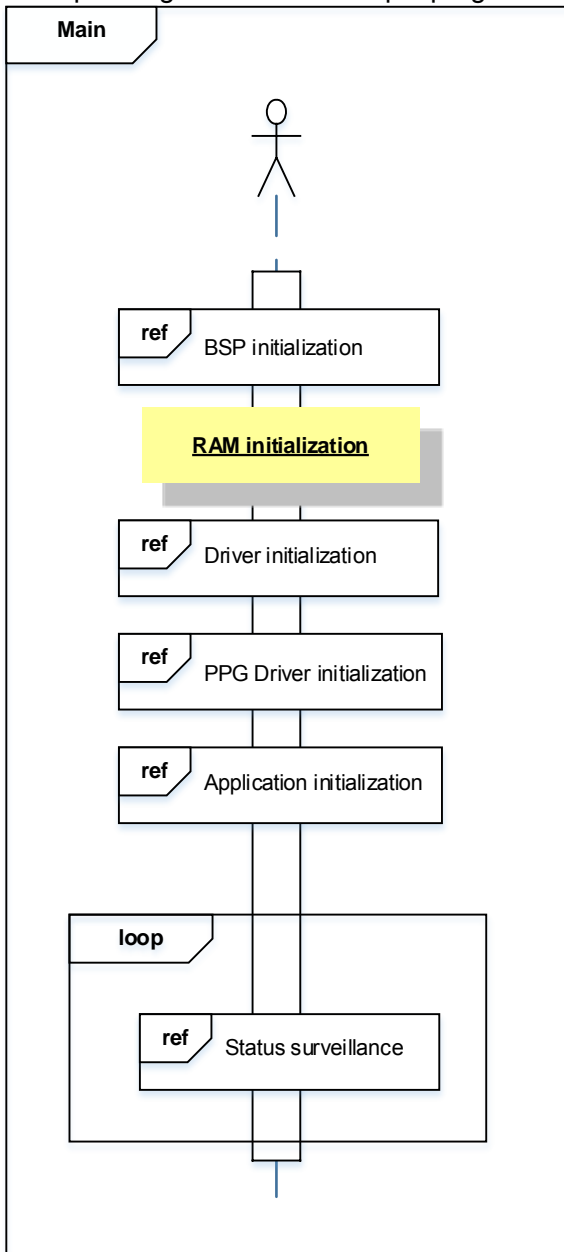 Main
ref
BSP initialization
RAM initialization
ref
Driver initialization
ref
PPG Driver initialization
ref
Application initialization
loop
ref
Status surveillance